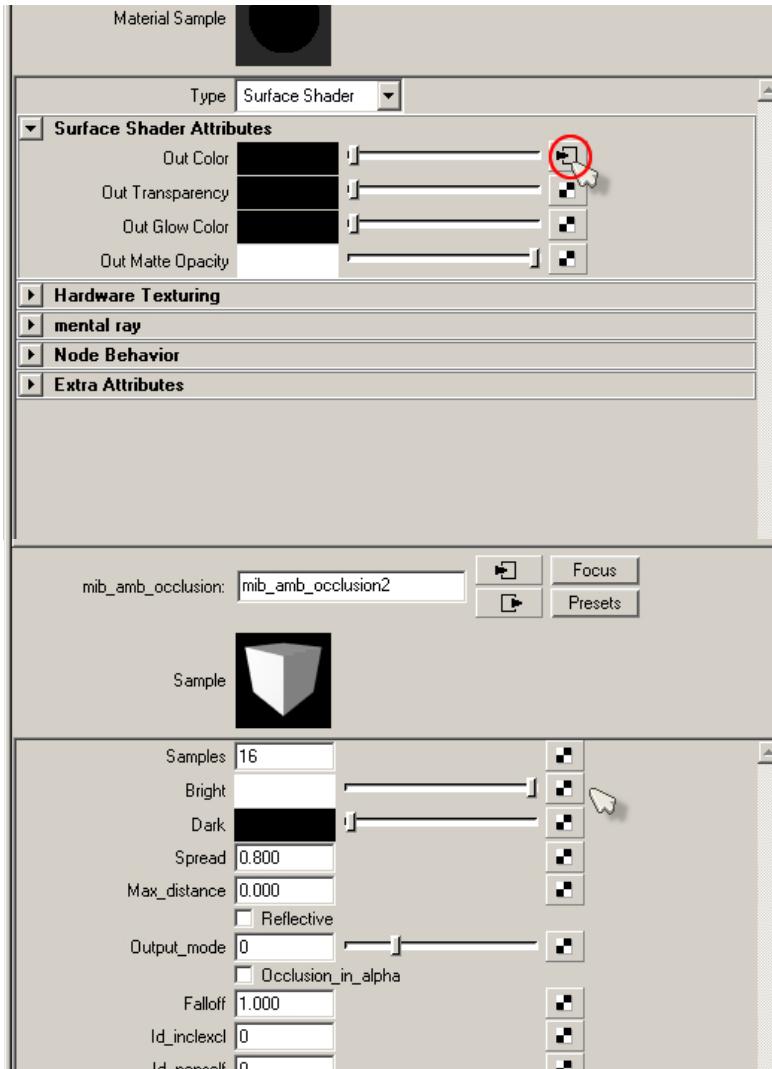 Material Sample
Type Surface Shader
Surface Shader Attributes
Out Color
Out Transparency
Out Glow Color
Out Matte Opacity
Hardware Texturing
mental ray
Node Behavior
Extra Attributes
mib_amb_occlusion: mib_amb_occlusion2 Focus
Presets
Sample
Samples 16
Bright
Dark
Spread 0.800
Max_distance 0.000
Reflective
Output_mode 0
Occlusion_in_alpha
Falloff 1.000
Id_inclexcl 0
Id_nonself 0